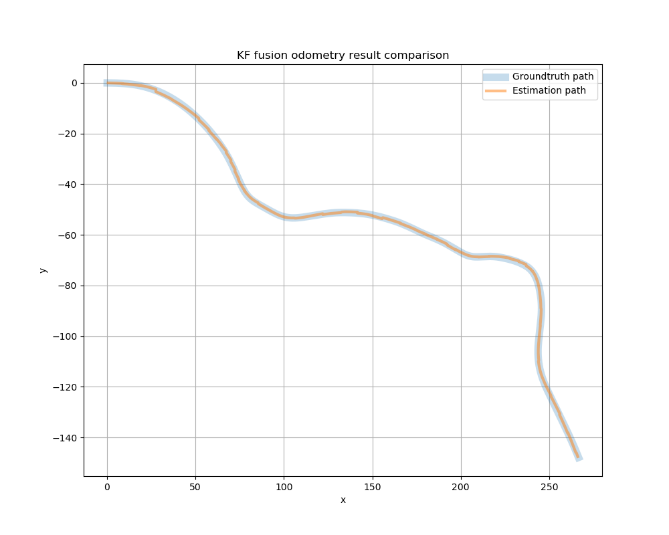 KF fusion odometry result comparison
Groundtruth path
Estimation path
0
−20
−40
−60
−80
−100
−120
−140
y
0 50 100 150 200 250
x